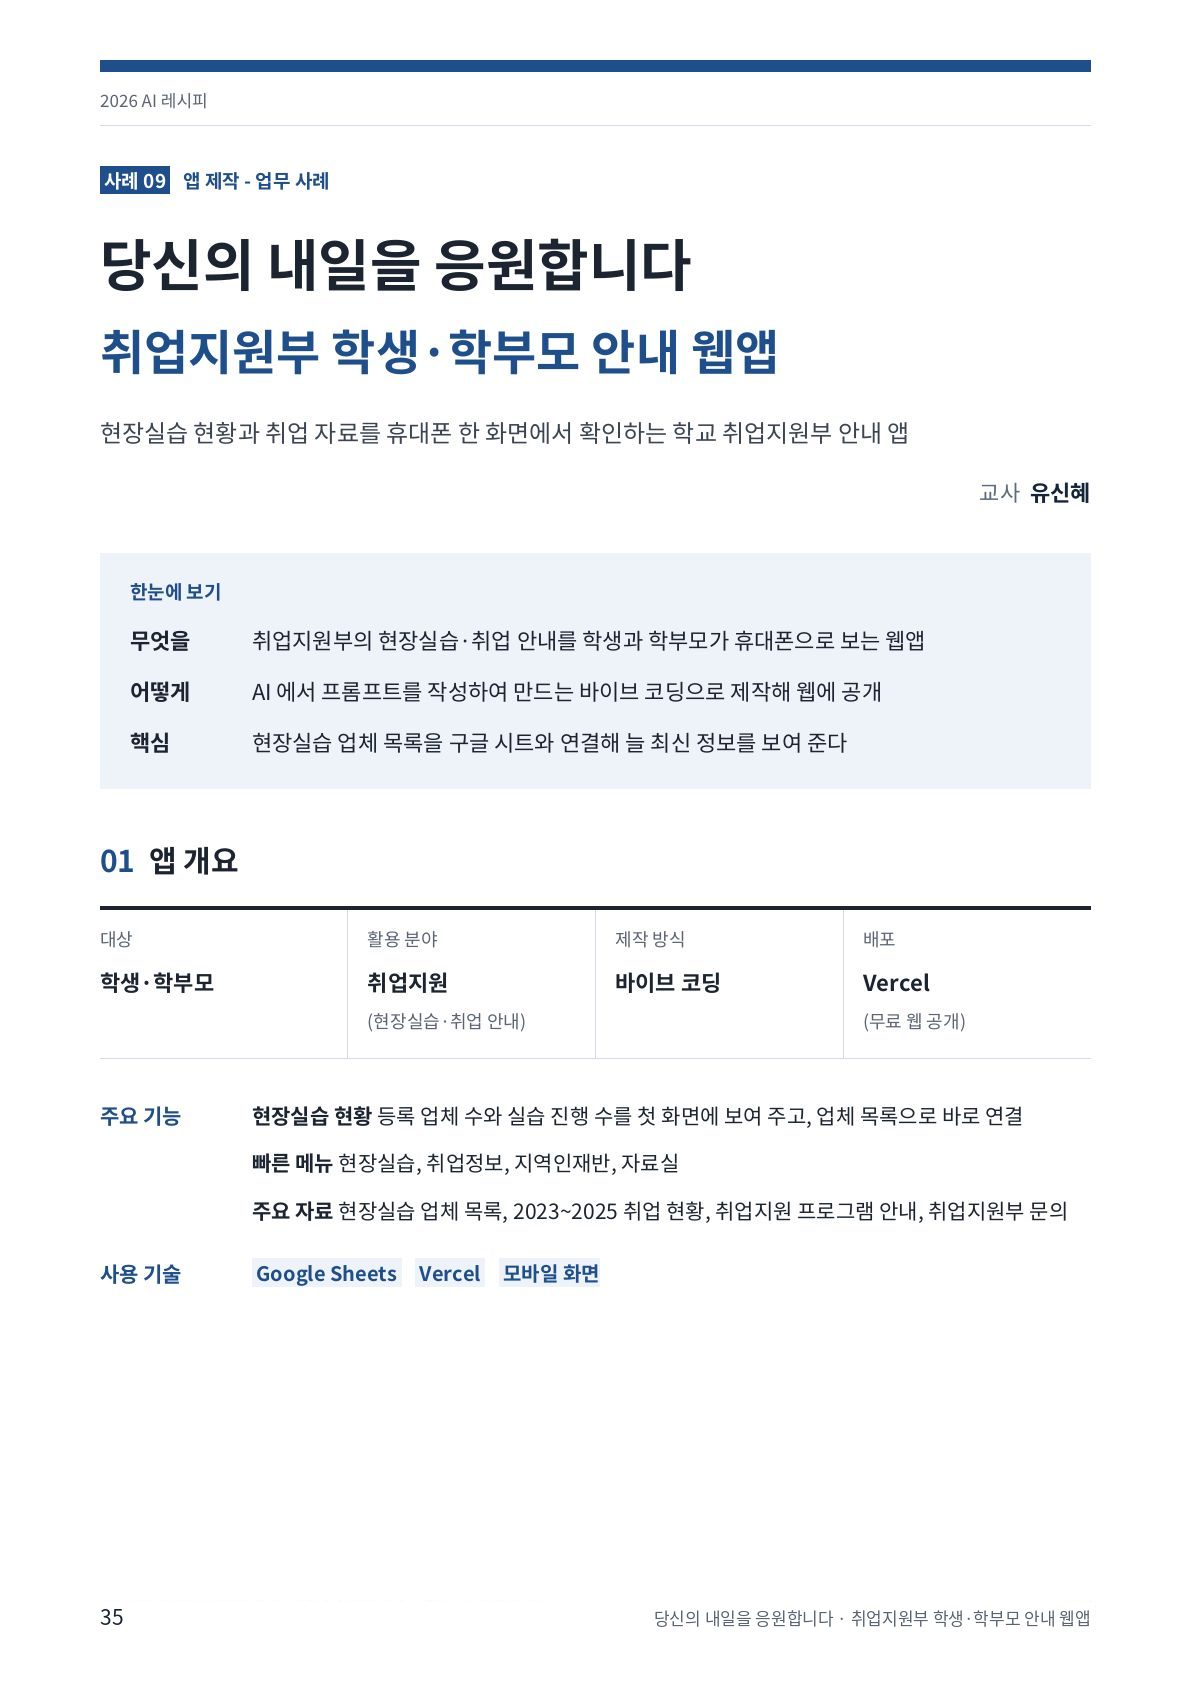 2026 AI 레시피
사례 09 앱 제작 - 업무 사례
당신의 내일을 응원합니다
취업지원부 학생·학부모 안내 웹앱
현장실습 현황과 취업 자료를 휴대폰 한 화면에서 확인하는 학교 취업지원부 안내 앱
교사 유신혜
한눈에 보기
무엇을 취업지원부의 현장실습·취업 안내를 학생과 학부모가 휴대폰으로 보는 웹앱
어떻게 AI 에서 프롬프트를 작성하여 만드는 바이브 코딩으로 제작해 웹에 공개
핵심 현장실습 업체 목록을 구글 시트와 연결해 늘 최신 정보를 보여 준다
01 앱 개요
대상 활용 분야 제작 방식 배포
학생·학부모 취업지원 바이브 코딩 Vercel
(현장실습·취업 안내) (무료 웹 공개)
주요 기능 현장실습 현황 등록 업체 수와 실습 진행 수를 첫 화면에 보여 주고, 업체 목록으로 바로 연결
빠른 메뉴 현장실습, 취업정보, 지역인재반, 자료실
주요 자료 현장실습 업체 목록, 2023~2025 취업 현황, 취업지원 프로그램 안내, 취업지원부 문의
사용 기술 Google Sheets Vercel 모바일 화면
35 당신의 내일을 응원합니다 · 취업지원부 학생·학부모 안내 웹앱